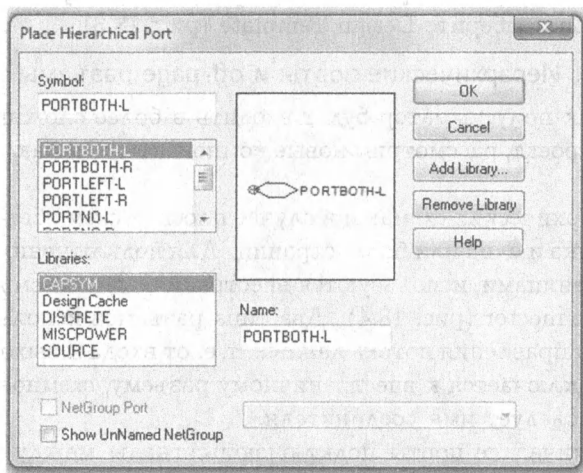 Place Hierarchical Port
Symbol:
PORTBOTH-L
PORTBOTH-L
PORTBOTH-R
PORTLEFT-L
PORTLEFT-R
PORTNO-L
Libraries:
CAPSYM
Design Cache
DISCRETE
MISCPOWER
SOURCE
PORTBOTH-L
Name:
PORTBOTH-L
OK
Cancel
Add Library...
Remove Library
Help
NetGroup Port
Show UnNamed NetGroup